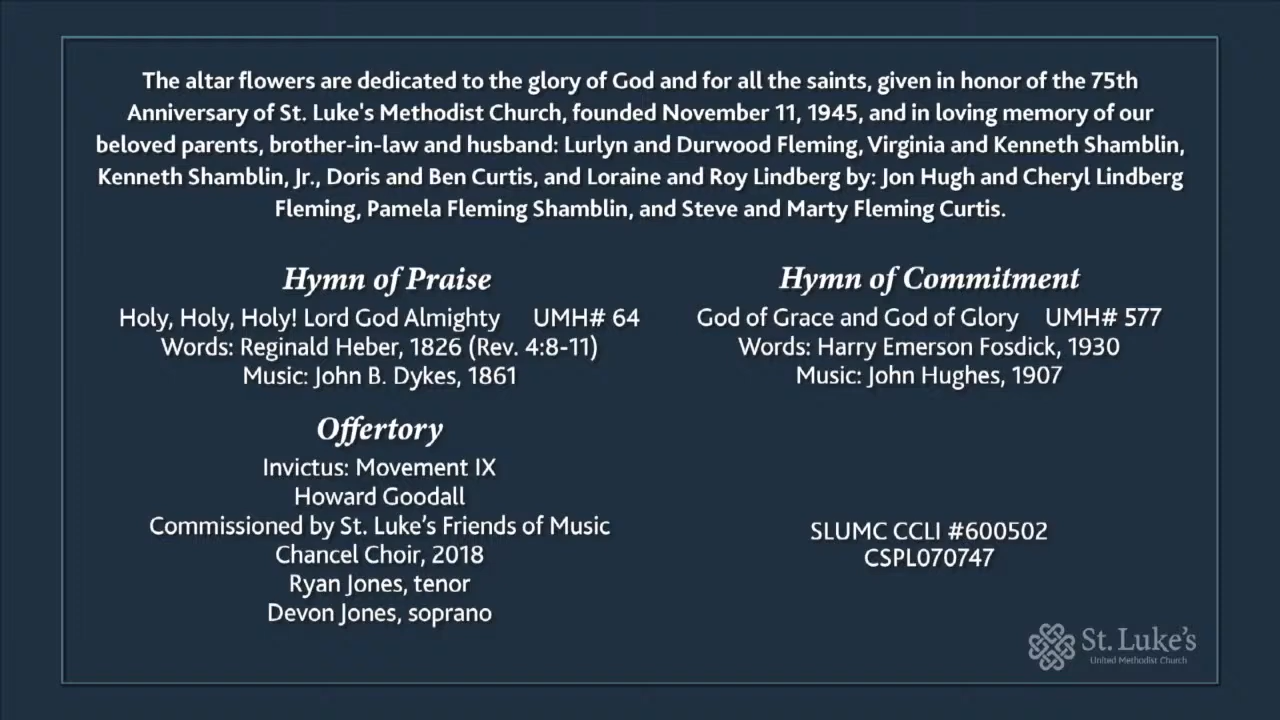 The altar flowers are dedicated to the glory of God and for all the saints, given in honor of the 75th
Anniversary of St. Luke's Methodist Church, founded November 11, 1945, and in loving memory of our
beloved parents, brother-in-law and husband: Lurlyn and Durwood Fleming, Virginia and Kenneth Shamblin,
Kenneth Shamblin, Jr., Doris and Ben Curtis, and Loraine and Roy Lindberg by: Jon Hugh and Cheryl Lindberg
Fleming, Pamela Fleming Shamblin, and Steve and Marty Fleming Curtis.
Hymn of Praise
Holy, Holy, Holy! Lord God Almighty UMH# 64
Words: Reginald Heber, 1826 (Rev. 4:8-11)
Music: John B. Dykes, 1861
Offertory
Invictus: Movement IX
Howard Goodall
Commissioned by St. Luke’s Friends of Music
Chancel Choir, 2018
Ryan Jones, tenor
Devon Jones, soprano
Hymn of Commitment
God of Grace and God of Glory UMH# 577
Words: Harry Emerson Fosdick, 1930
Music: John Hughes, 1907
SLUMC CCLI #600502
CSPL070747
St. Luke’s
United Methodist Church